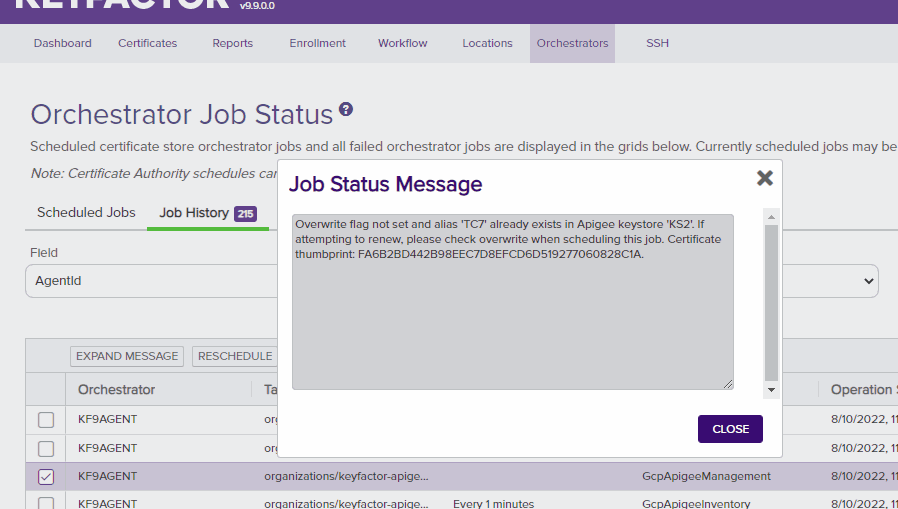 KEYFACTOR v9.9.0.0
Dashboard Certificates Reports Enrollment Workflow Locations Orchestrators SSH
Orchestrator Job Status ?
Scheduled certificate store orchestrator jobs and all failed orchestrator jobs are displayed in the grids below. Currently scheduled jobs may be
Note: Certificate Authority schedules can
Job Status Message
Scheduled Jobs Job History 215
Overwrite flag not set and alias 'TC7' already exists in Apigee keystore 'KS2'. If
attempting to renew, please check overwrite when scheduling this job. Certificate
thumbprint: FA6B2BD442B98EEC7D8EFCD6D519277060828C1A.
Field
AgentId
EXPAND MESSAGE RESCHEDULE
Orchestrator Ta Operation S
CLOSE
KF9AGENT org 8/10/2022, 11
KF9AGENT org 8/10/2022, 11
KF9AGENT organizations/keyfactor-apige... GcpApigeeManagement 8/10/2022, 11
KF9AGENT organizations/keyfactor-apige... Every 1 minutes GcpApigeeInventory 8/10/2022, 11